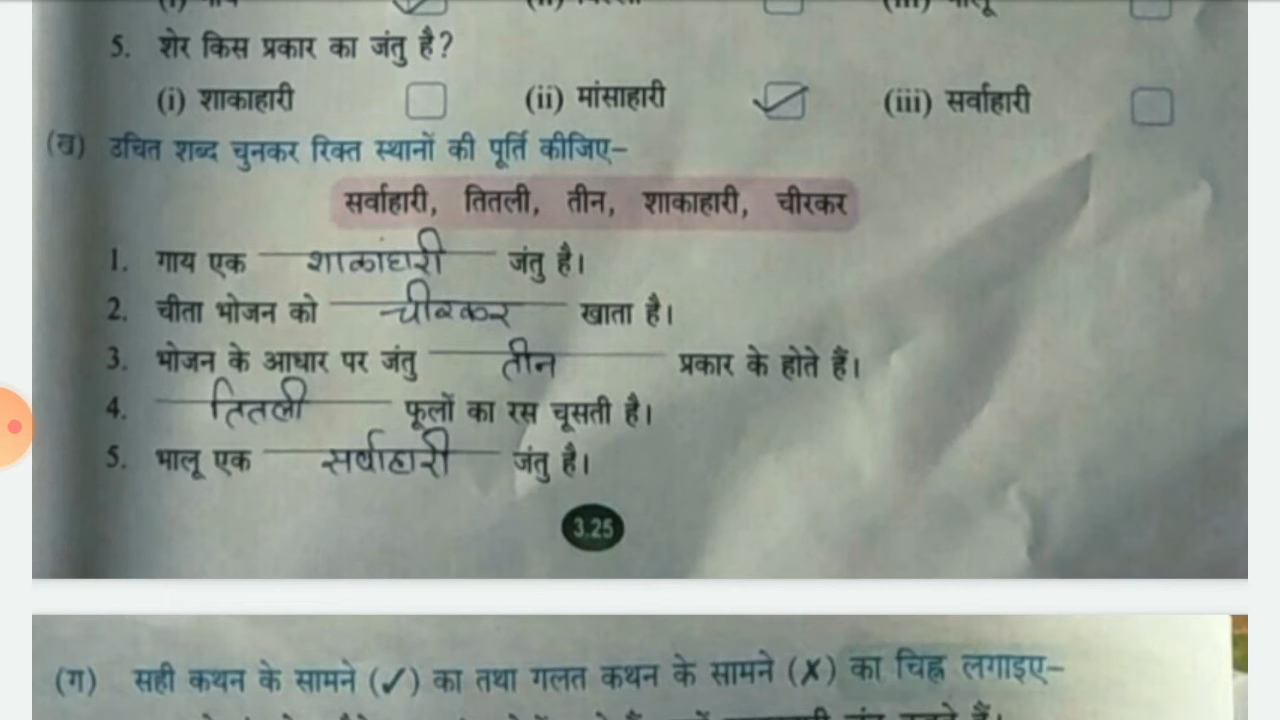 5. शेर किस प्रकार का जंतु है?
(i) शाकाहारी (ii) मांसाहारी (iii) सर्वाहारी
(ख) उचित शब्द चुनकर रिक्त स्थानों की पूर्ति कीजिए–
सर्वाहारी, तितली, तीन, शाकाहारी, चीरकर
1. गाय एक शाकांहारी जंतु है।
2. चीता भोजन को चीरकर खाता है।
3. भोजन के आधार पर जंतु तीन प्रकार के होते हैं।
4. तितली फूलों का रस चूसती है।
5. भालू एक सर्वाहारी जंतु है।
3.25
(ग) सही कथन के सामने (✓) का तथा गलत कथन के सामने (✗) का चिह्न लगाइए–